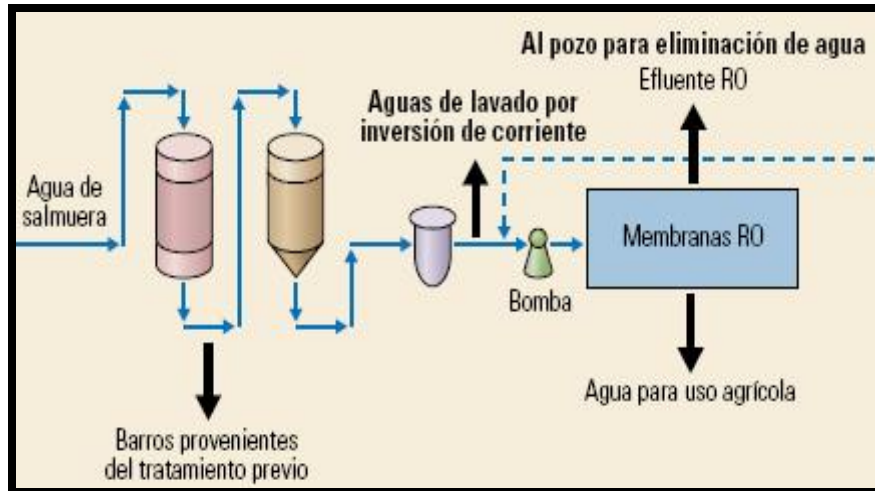 Al pozo para eliminación de agua
Efluente RO
Aguas de lavado por
inversión de corriente
Agua de
salmuera
Membranas RO
Bomba
Agua para uso agrícola
Barros provenientes
del tratamiento previo